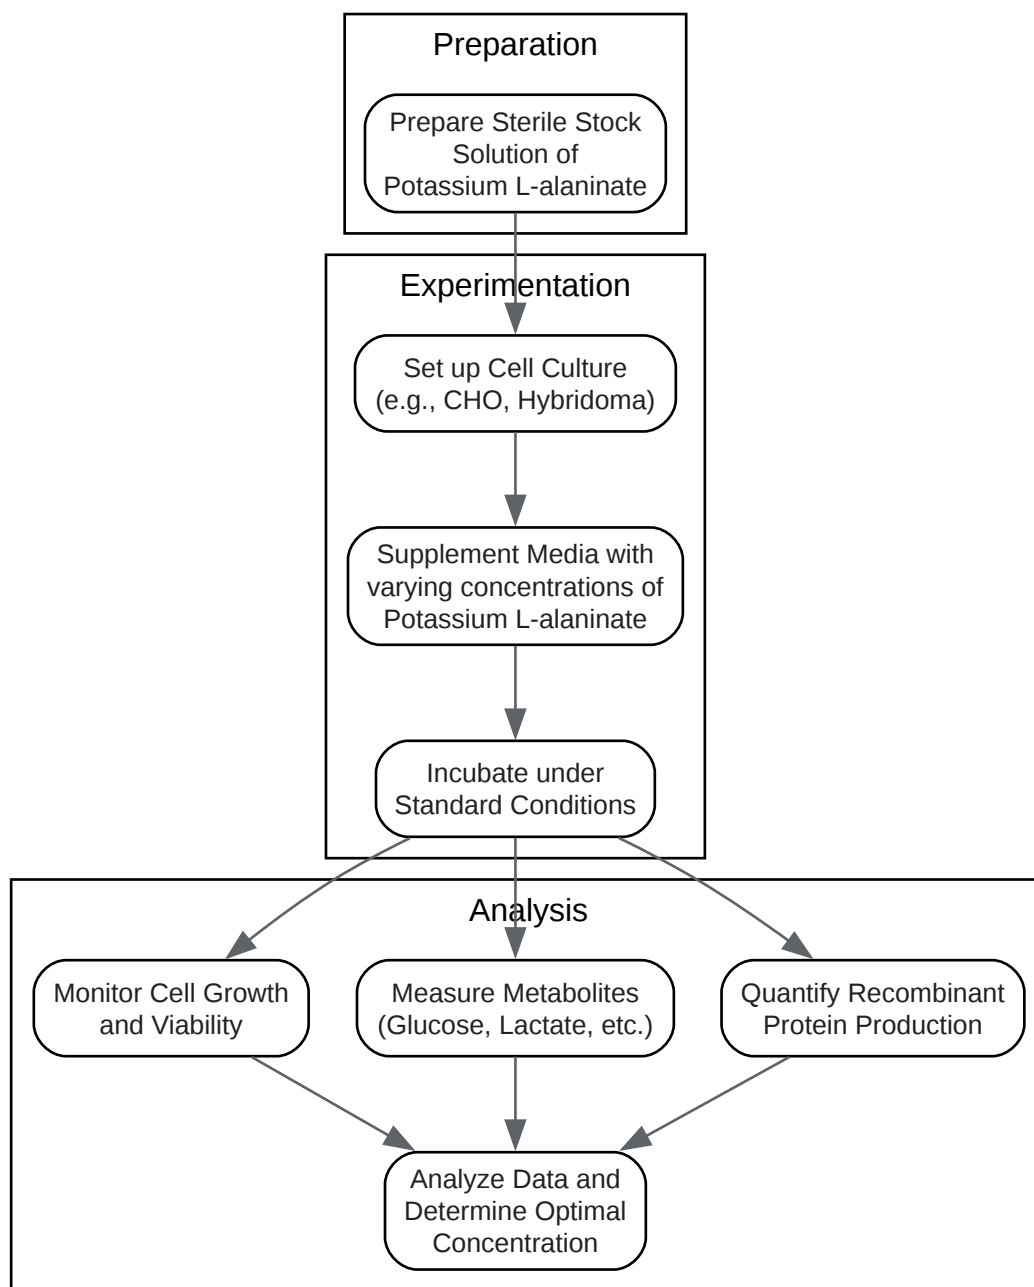 Preparation
Prepare Sterile Stock
Solution of
Potassium L-alaninate
Experimentation
Set up Cell Culture
(e.g., CHO, Hybridoma)
Supplement Media with
varying concentrations of
Potassium L-alaninate
Incubate under
Standard Conditions
Analysis
Monitor Cell Growth
and Viability
Measure Metabolites
(Glucose, Lactate, etc.)
Quantify Recombinant
Protein Production
Analyze Data and
Determine Optimal
Concentration